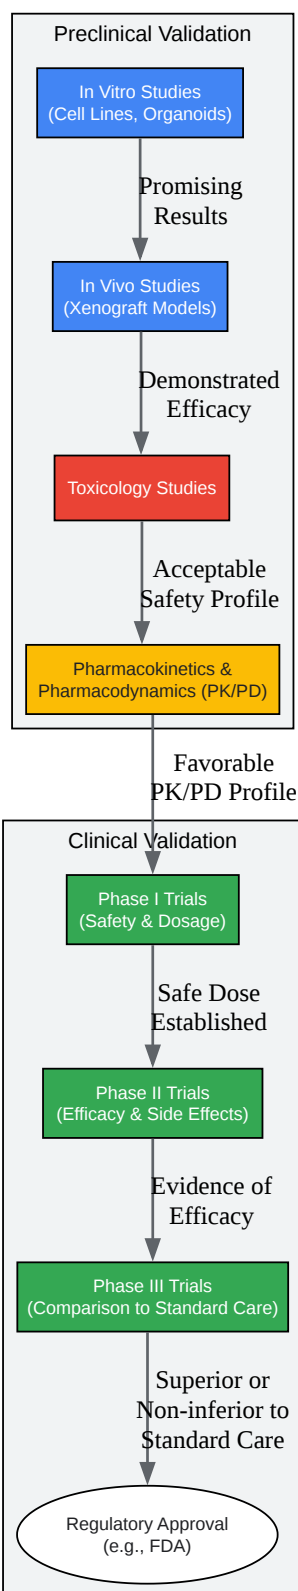 Preclinical Validation
In Vitro Studies
(Cell Lines, Organoids)
Promising
Results
In Vivo Studies
(Xenograft Models)
Demonstrated
Efficacy
Toxicology Studies
Acceptable
Safety Profile
Pharmacokinetics &
Pharmacodynamics (PK/PD)
Favorable
PK/PD Profile
Clinical Validation
Phase I Trials
(Safety & Dosage)
Safe Dose
Established
Phase II Trials
(Efficacy & Side Effects)
Evidence of
Efficacy
Phase III Trials
(Comparison to Standard Care)
Superior or
Non-inferior to
Standard Care
Regulatory Approval
(e.g., FDA)